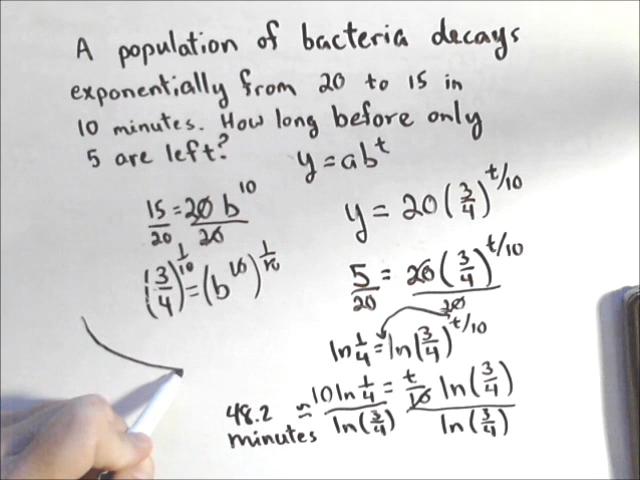 A population of bacteria decays
exponentially from 20 to 15 in
10 minutes. How long before only
5 are left?
y = ab^t
15/20 = 20 b^10/20
(3/4)^1/10 = (b^10)^1/10
y = 20(3/4)^t/10
5/20 = 20(3/4)^t/10/20
ln 1/4 = ln(3/4)^t/10
48.2 minutes ≈ 10 ln 1/4 / ln(3/4) = t/10 ln(3/4) / ln(3/4)